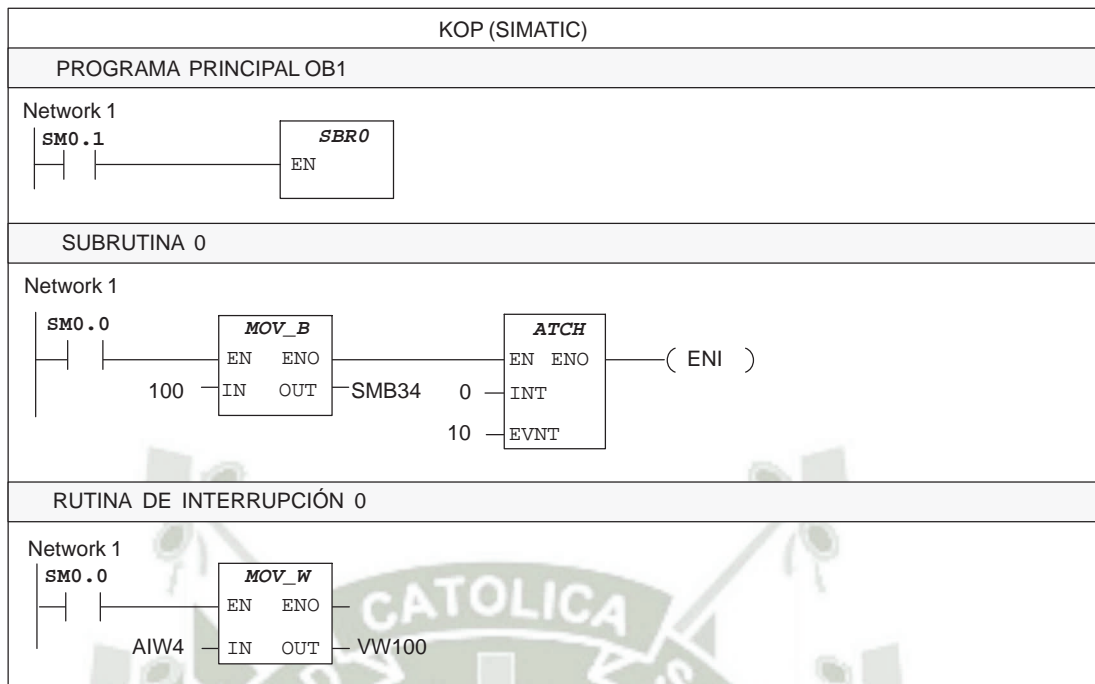 KOP (SIMATIC)
PROGRAMA PRINCIPAL OB1
Network 1
SM0.1
SBR0
EN
SUBRUTINA 0
Network 1
SM0.0
MOV_B
ATCH
EN ENO
EN ENO
( ENI )
100
IN OUT
SMB34
0
INT
10
EVNT
RUTINA DE INTERRUPCIÓN 0
Network 1
SM0.0
MOV_W
EN ENO
AIW4
IN OUT
VW100
CATOLICA